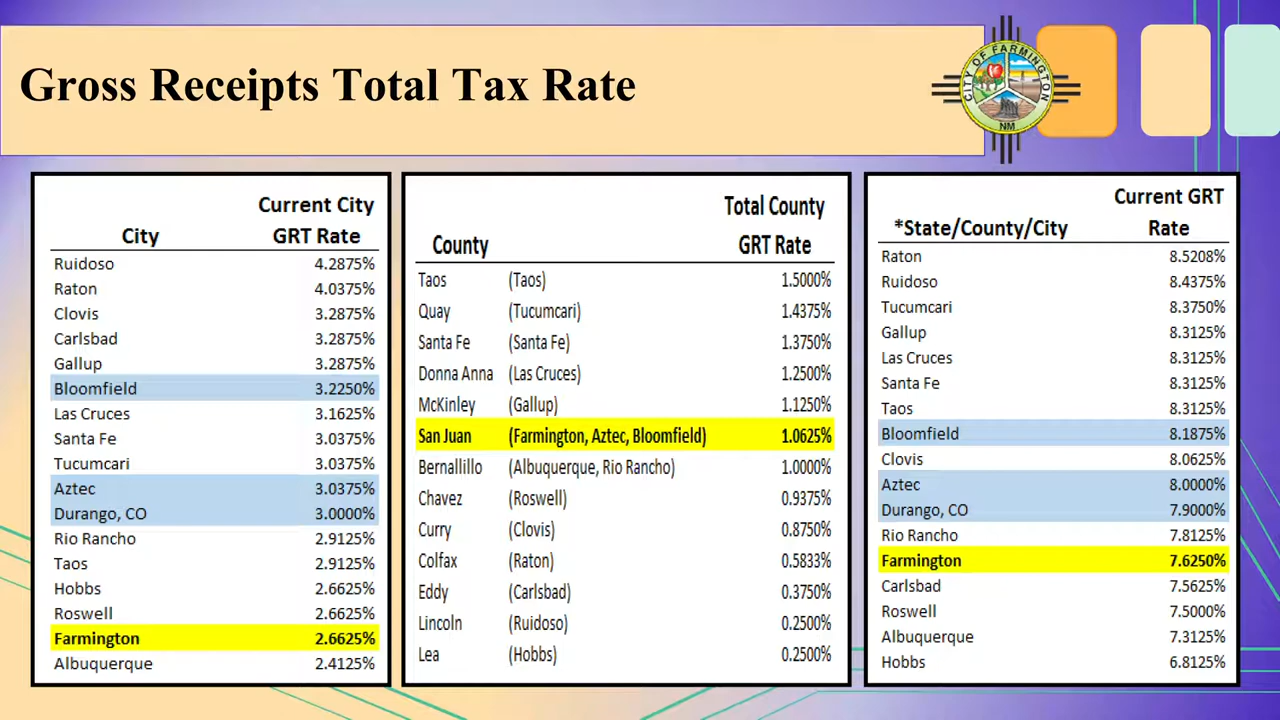 Gross Receipts Total Tax Rate
CITY OF FARMINGTON
NM
Current City
City GRT Rate
Ruidoso 4.2875%
Raton 4.0375%
Clovis 3.2875%
Carlsbad 3.2875%
Gallup 3.2875%
Bloomfield 3.2250%
Las Cruces 3.1625%
Santa Fe 3.0375%
Tucumcari 3.0375%
Aztec 3.0375%
Durango, CO 3.0000%
Rio Rancho 2.9125%
Taos 2.9125%
Hobbs 2.6625%
Roswell 2.6625%
Farmington 2.6625%
Albuquerque 2.4125%
Total County
County GRT Rate
Taos (Taos) 1.5000%
Quay (Tucumcari) 1.4375%
Santa Fe (Santa Fe) 1.3750%
Donna Anna (Las Cruces) 1.2500%
McKinley (Gallup) 1.1250%
San Juan (Farmington, Aztec, Bloomfield) 1.0625%
Bernallillo (Albuquerque, Rio Rancho) 1.0000%
Chavez (Roswell) 0.9375%
Curry (Clovis) 0.8750%
Colfax (Raton) 0.5833%
Eddy (Carlsbad) 0.3750%
Lincoln (Ruidoso) 0.2500%
Lea (Hobbs) 0.2500%
Current GRT
*State/County/City Rate
Raton 8.5208%
Ruidoso 8.4375%
Tucumcari 8.3750%
Gallup 8.3125%
Las Cruces 8.3125%
Santa Fe 8.3125%
Taos 8.3125%
Bloomfield 8.1875%
Clovis 8.0625%
Aztec 8.0000%
Durango, CO 7.9000%
Rio Rancho 7.8125%
Farmington 7.6250%
Carlsbad 7.5625%
Roswell 7.5000%
Albuquerque 7.3125%
Hobbs 6.8125%